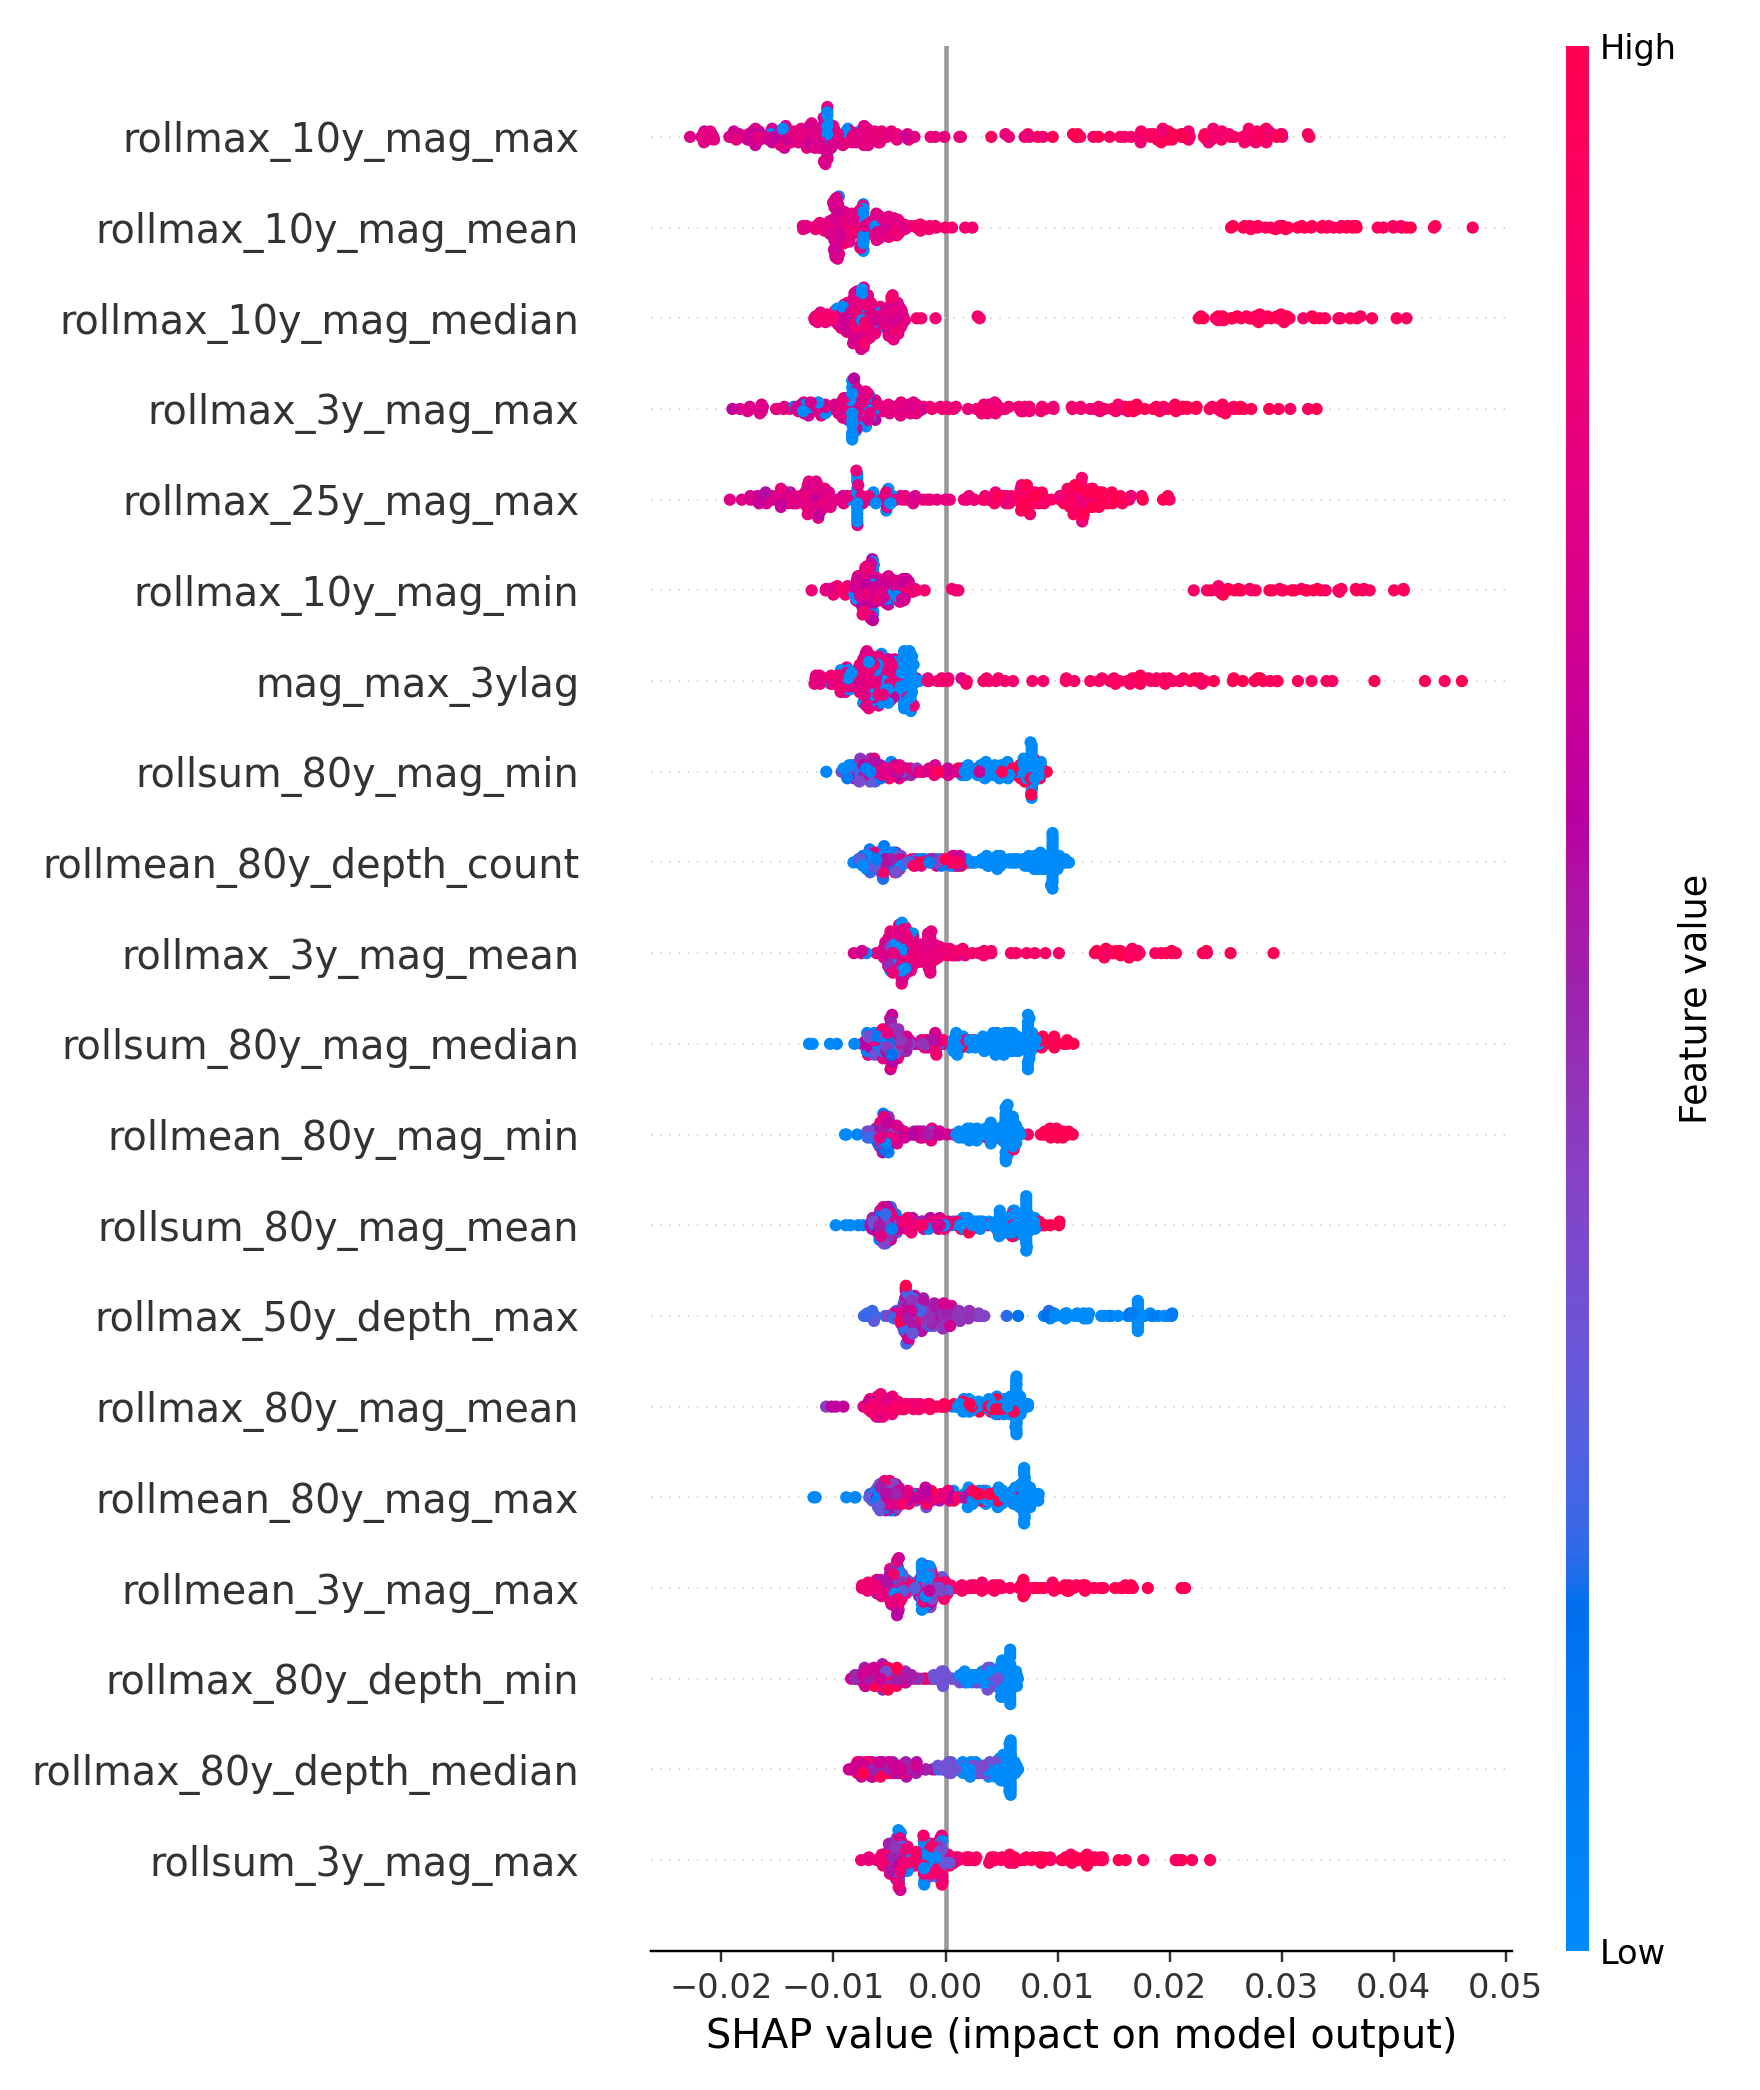 High
rollmax_10y_mag_max
rollmax_10y_mag_mean
rollmax_10y_mag_median
rollmax_3y_mag_max
rollmax_25y_mag_max
rollmax_10y_mag_min
mag_max_3ylag
rollsum_80y_mag_min
rollmean_80y_depth_count
rollmax_3y_mag_mean
rollsum_80y_mag_median
rollmean_80y_mag_min
rollsum_80y_mag_mean
rollmax_50y_depth_max
rollmax_80y_mag_mean
rollmean_80y_mag_max
rollmean_3y_mag_max
rollmax_80y_depth_min
rollmax_80y_depth_median
rollsum_3y_mag_max
Feature value
Low
−0.02 −0.01 0.00 0.01 0.02 0.03 0.04 0.05
SHAP value (impact on model output)